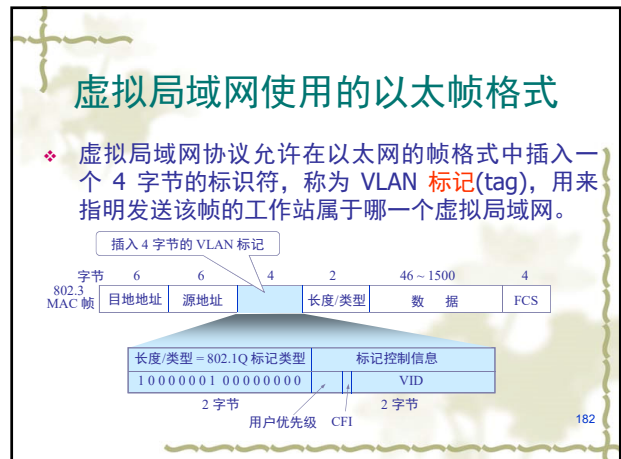 虚拟局域网使用的以太帧格式
虚拟局域网协议允许在以太网的帧格式中插入一
个 4 字节的标识符，称为 VLAN 标记(tag)，用来
指明发送该帧的工作站属于哪一个虚拟局域网。
插入 4 字节的 VLAN 标记
字节 6 6 4 2 46 ~ 1500 4
802.3
MAC 帧 目地地址 源地址 长度/类型 数 据 FCS
长度/类型 = 802.1Q 标记类型 标记控制信息
1 0 0 0 0 0 0 1 0 0 0 0 0 0 0 0 VID
2 字节 2 字节
用户优先级 CFI
182